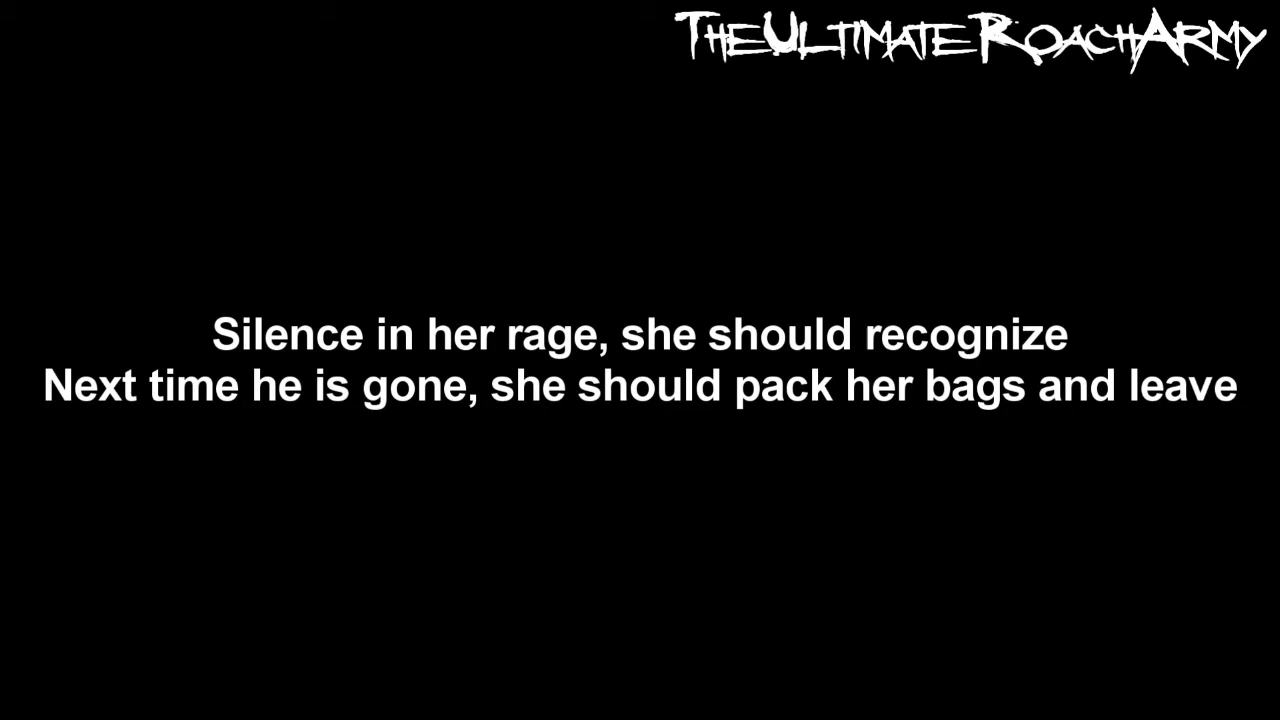 TheUltimateRoachArmy
Silence in her rage, she should recognize
Next time he is gone, she should pack her bags and leave